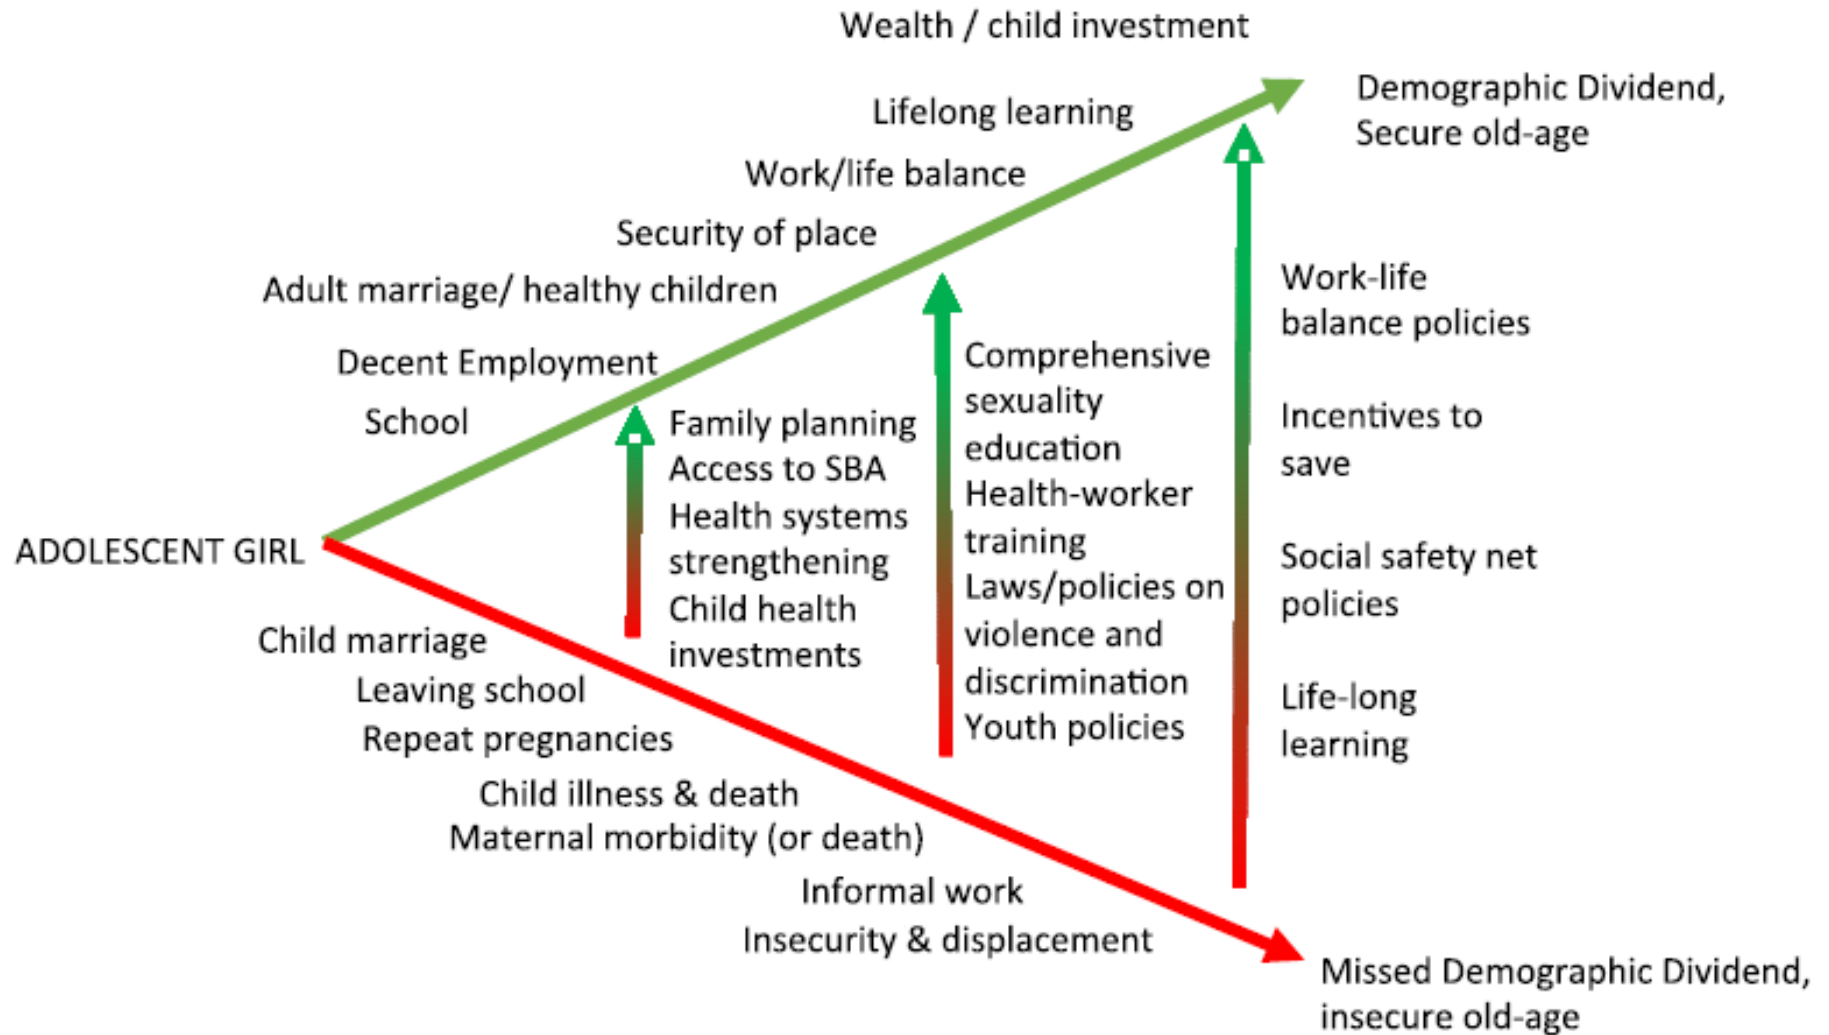 Wealth / child investment
Demographic Dividend,
Secure old-age
Lifelong learning
Work/life balance
Security of place
Adult marriage/ healthy children
Decent Employment
School
ADOLESCENT GIRL
Family planning
Access to SBA
Health systems
strengthening
Child health
investments
Comprehensive
sexuality
education
Health-worker
training
Laws/policies on
violence and
discrimination
Youth policies
Work-life
balance policies
Incentives to
save
Social safety net
policies
Life-long
learning
Child marriage
Leaving school
Repeat pregnancies
Child illness & death
Maternal morbidity (or death)
Informal work
Insecurity & displacement
Missed Demographic Dividend,
insecure old-age